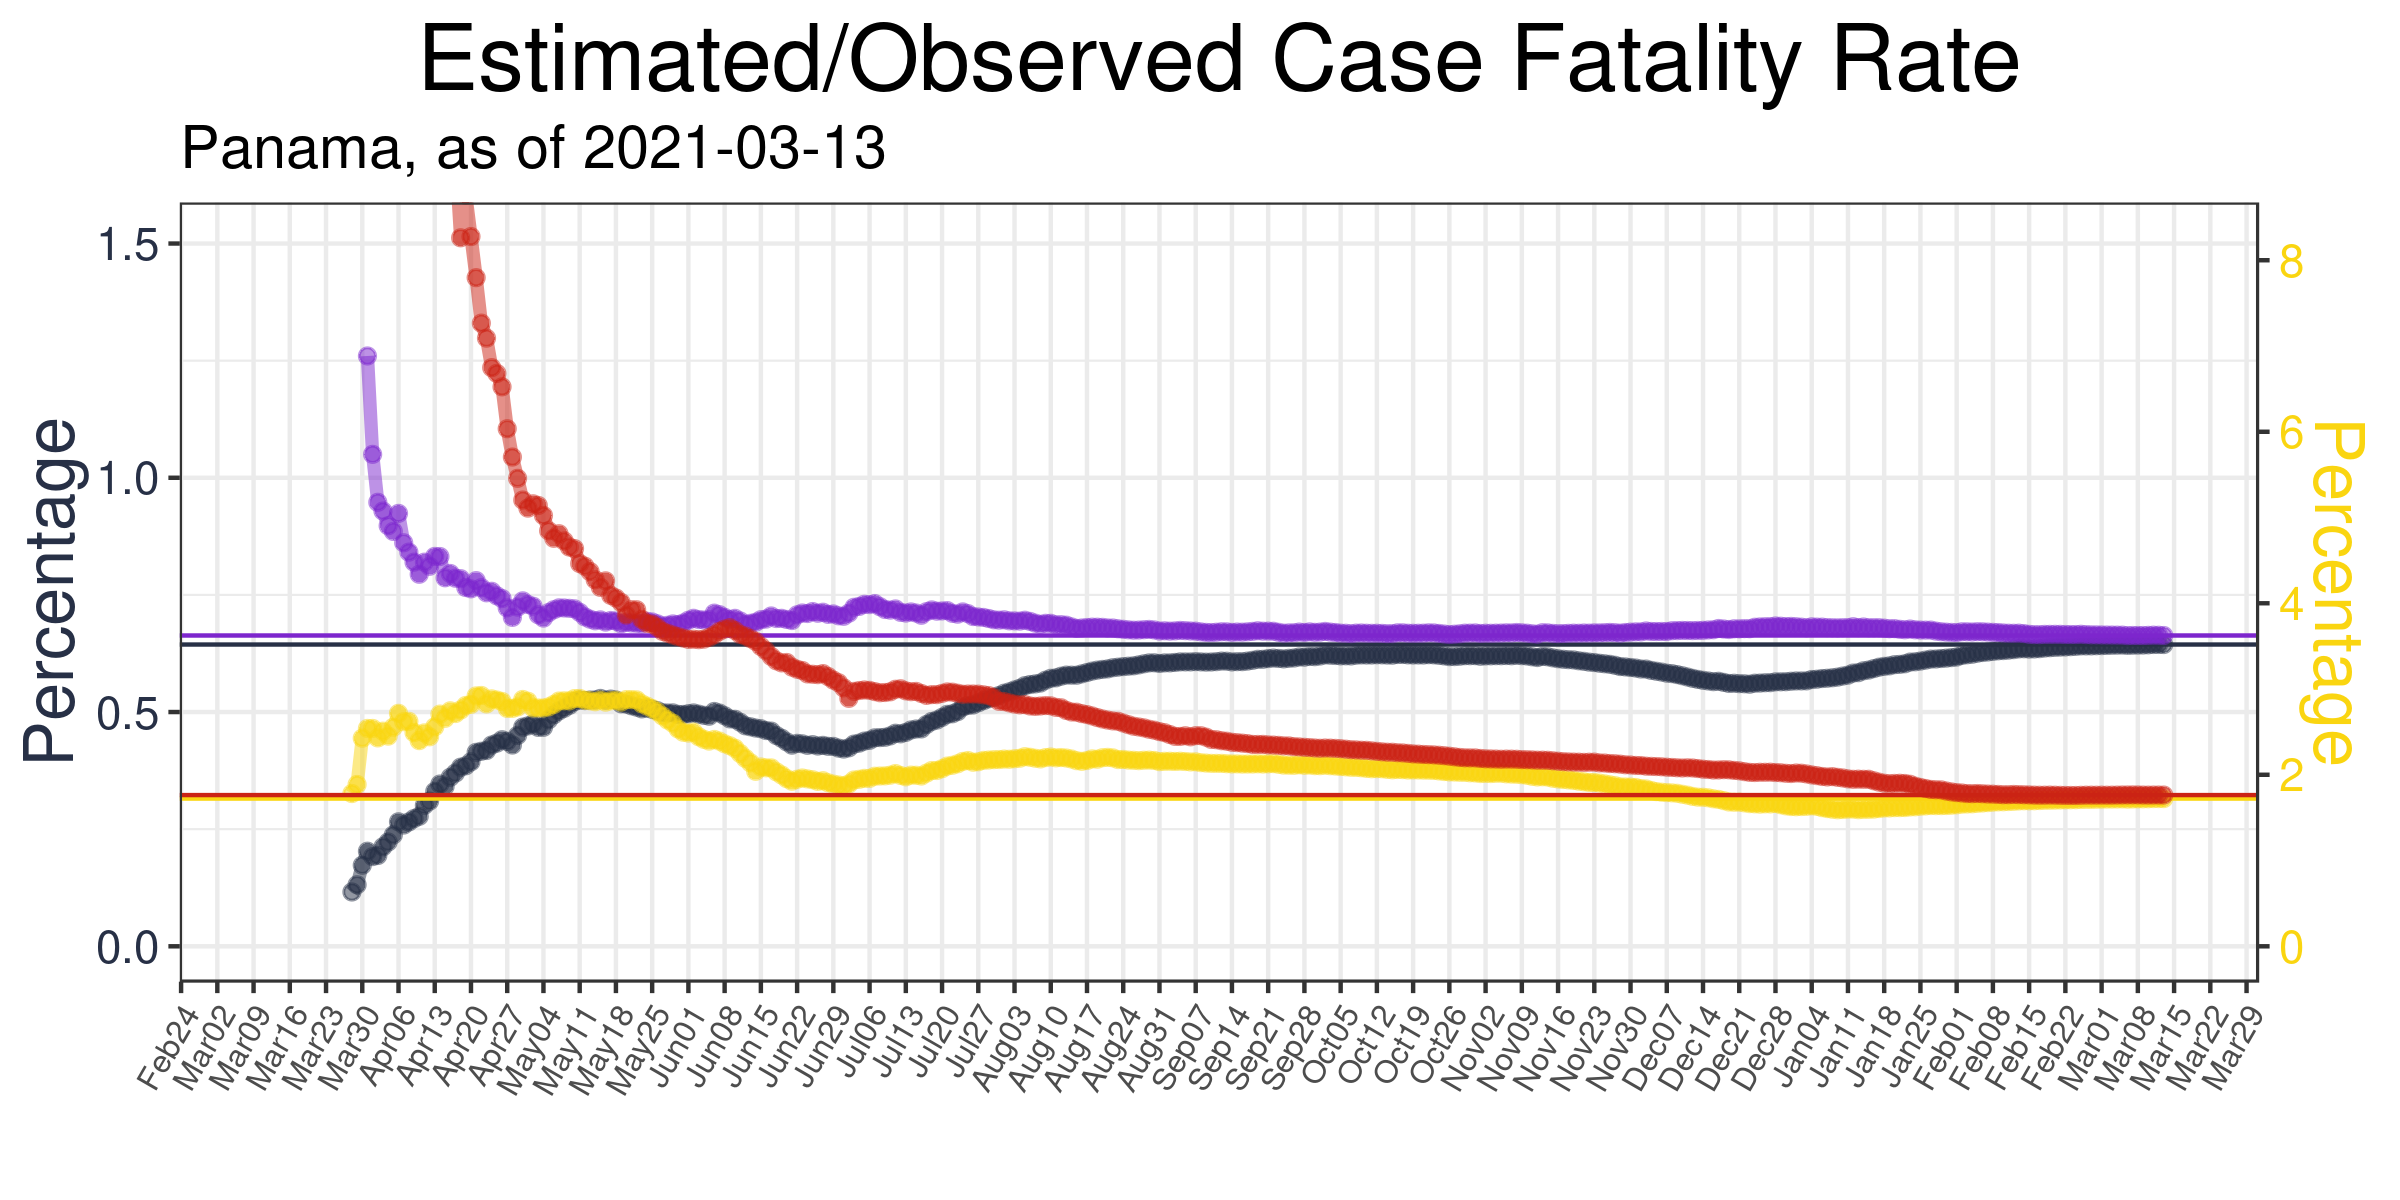 Estimated/Observed Case Fatality Rate
Panama, as of 2021-03-13
Percentage
1.5
1.0
0.5
0.0
8
6
4
2
0
Percentage
Feb24 Mar02 Mar09 Mar16 Mar23 Mar30 Apr06 Apr13 Apr20 Apr27 May04 May11 May18 May25 Jun01 Jun08 Jun15 Jun22 Jun29 Jul06 Jul13 Jul20 Jul27 Aug03 Aug10 Aug17 Aug24 Aug31 Sep07 Sep14 Sep21 Sep28 Oct05 Oct12 Oct19 Oct26 Nov02 Nov09 Nov16 Nov23 Nov30 Dec07 Dec14 Dec21 Dec28 Jan04 Jan11 Jan18 Jan25 Feb01 Feb08 Feb15 Feb22 Mar01 Mar08 Mar15 Mar22 Mar29